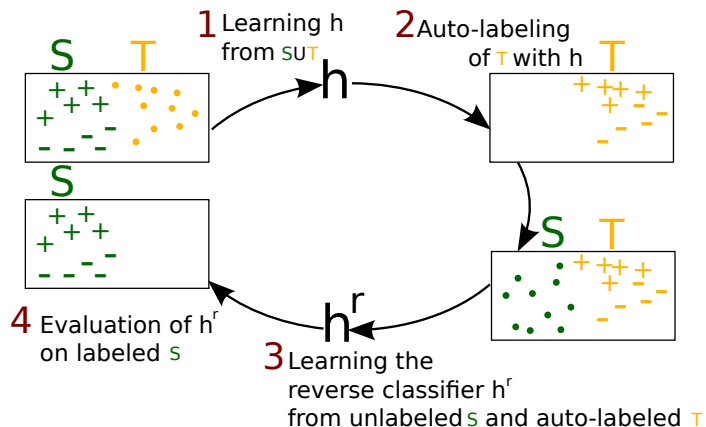 1 Learning h
from SUT
2 Auto-labeling
of T with h
S T
h
T
S
S T
h^r
4 Evaluation of h^r
on labeled S
3 Learning the
reverse classifier h^r
from unlabeled S and auto-labeled T